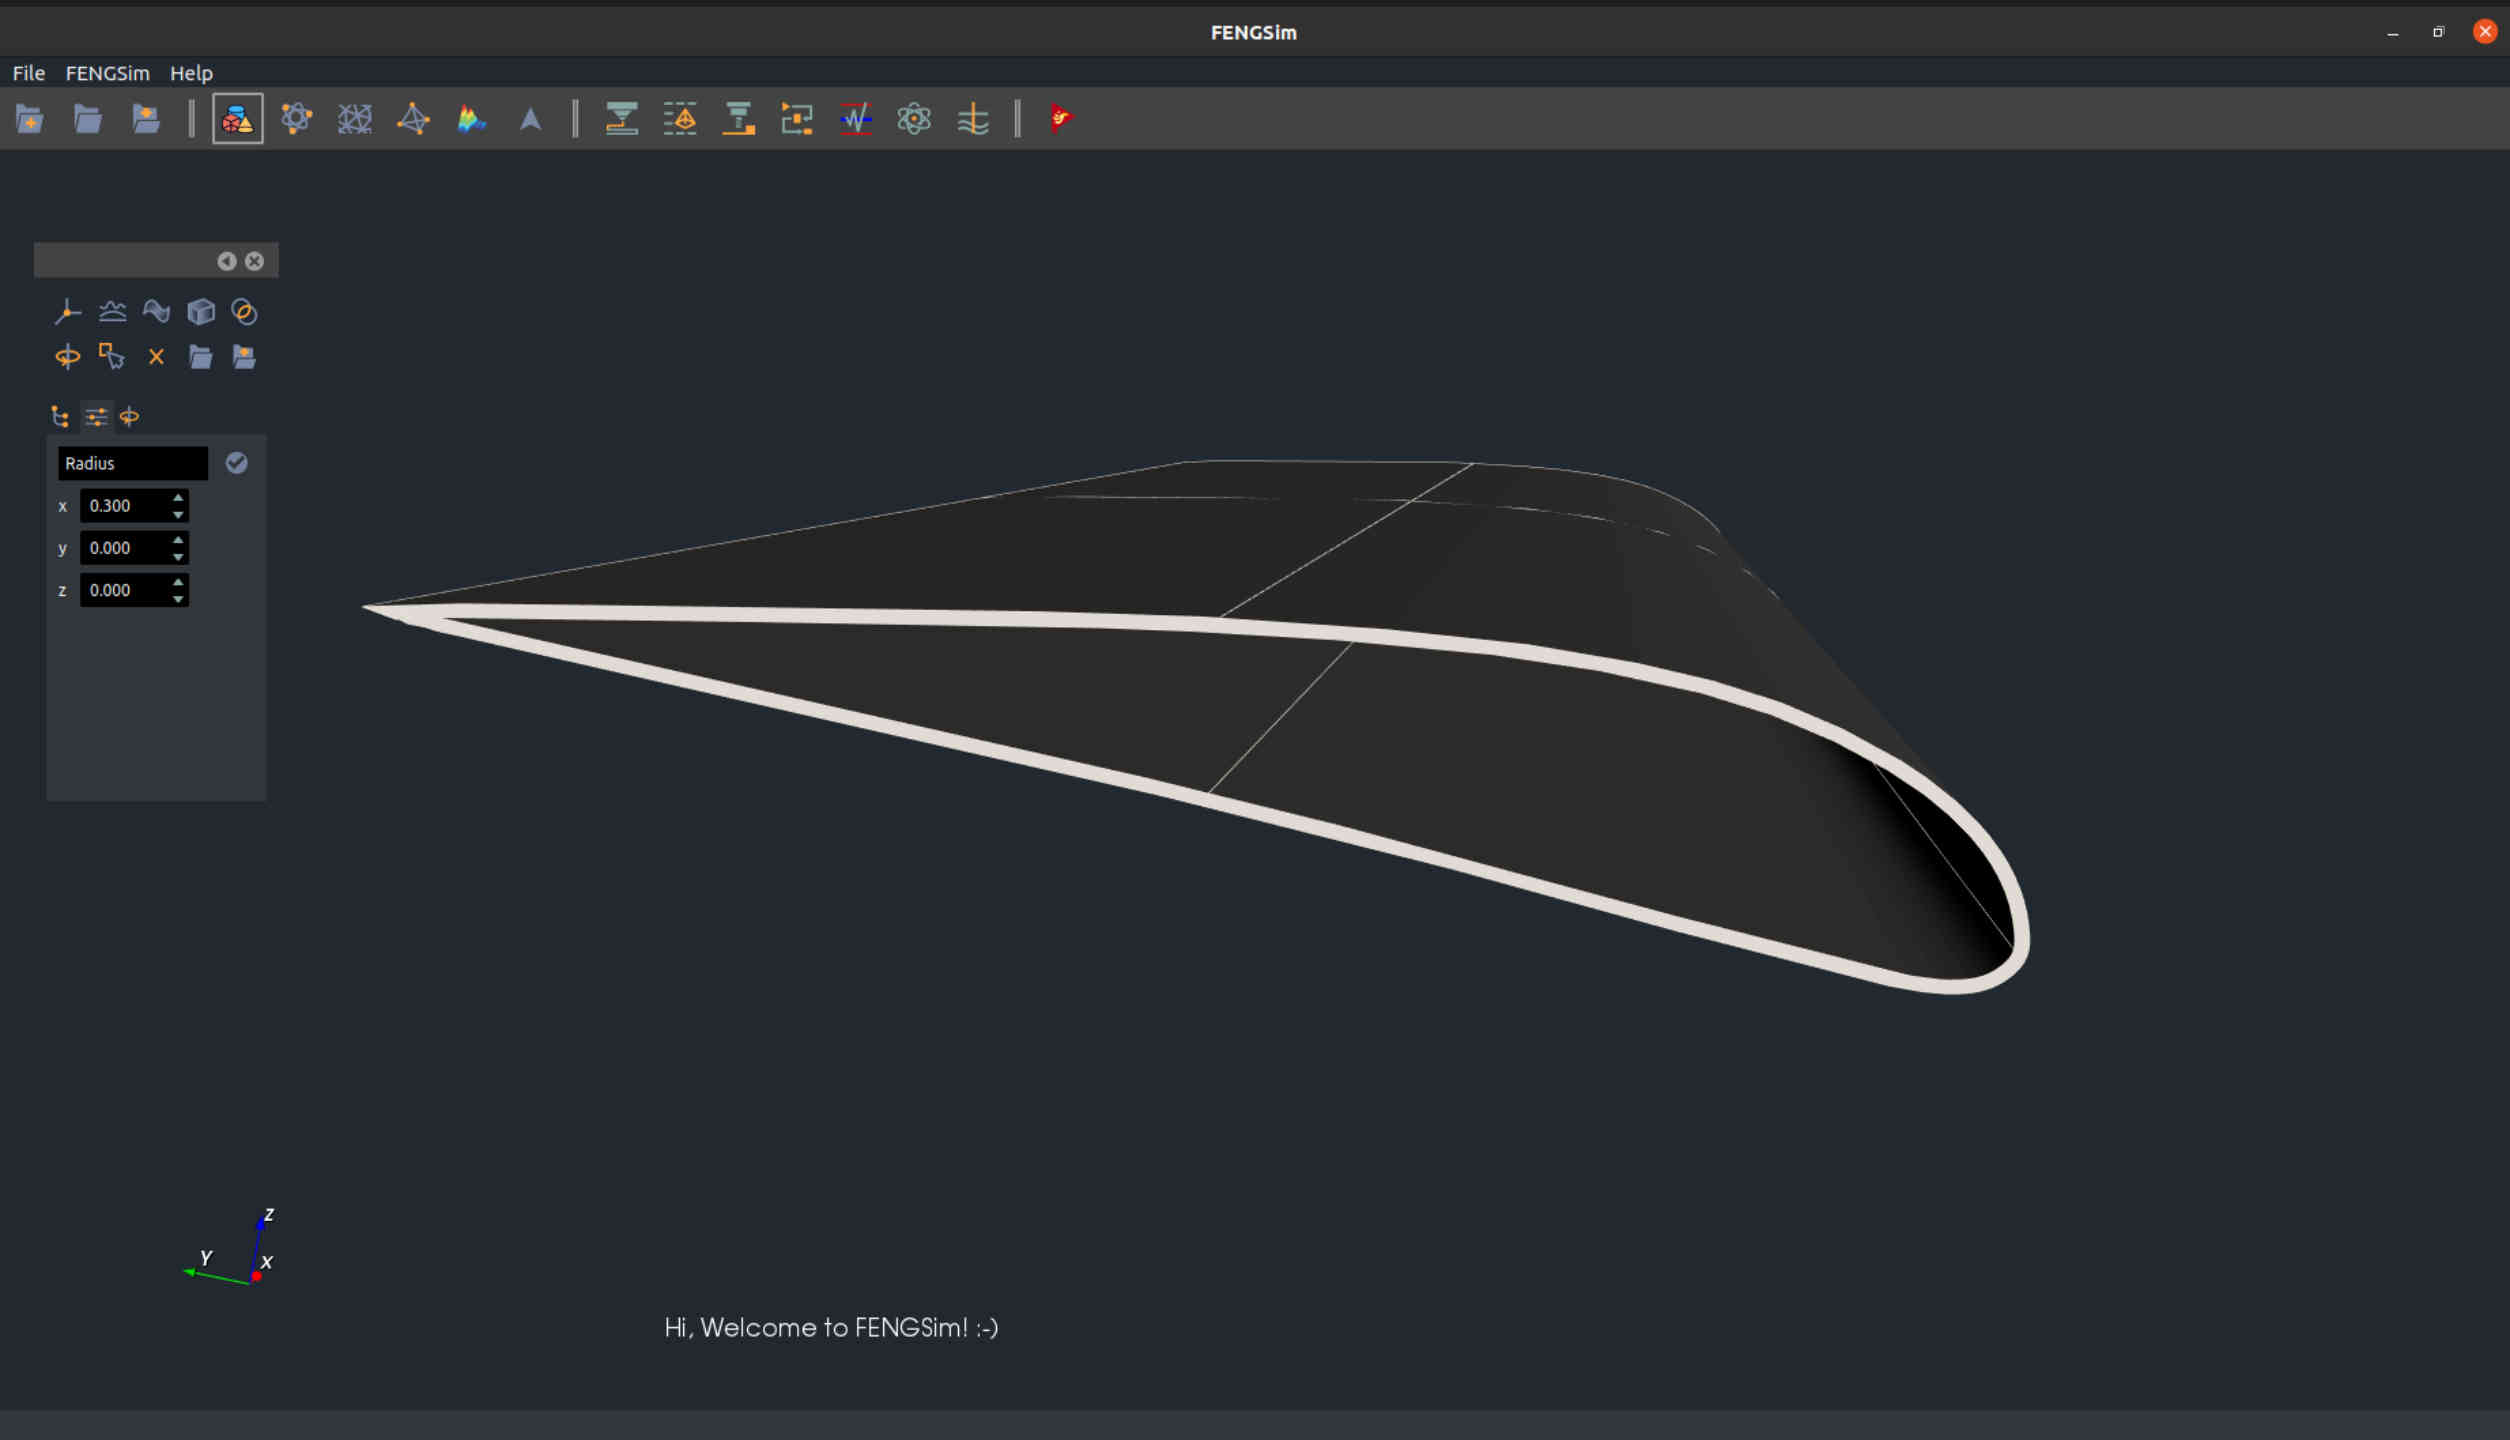 FENGSim
File FENGSim Help
Radius
x 0.300
y 0.000
z 0.000
Z
Y X
Hi, Welcome to FENGSim! :-)